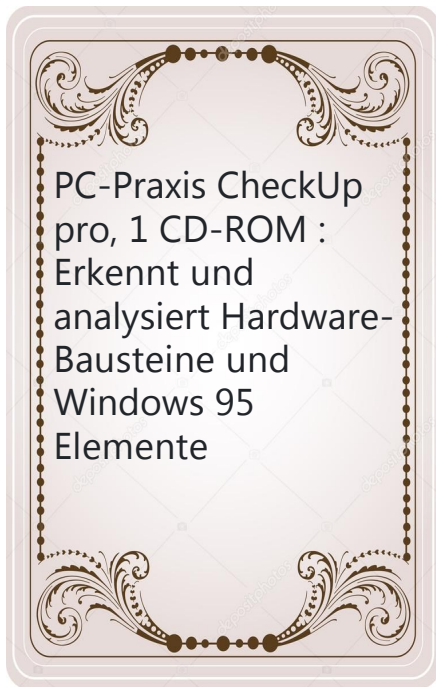 PC-Praxis CheckUp
pro, 1 CD-ROM :
Erkennt und
analysiert Hardware-
Bausteine und
Windows 95
Elemente